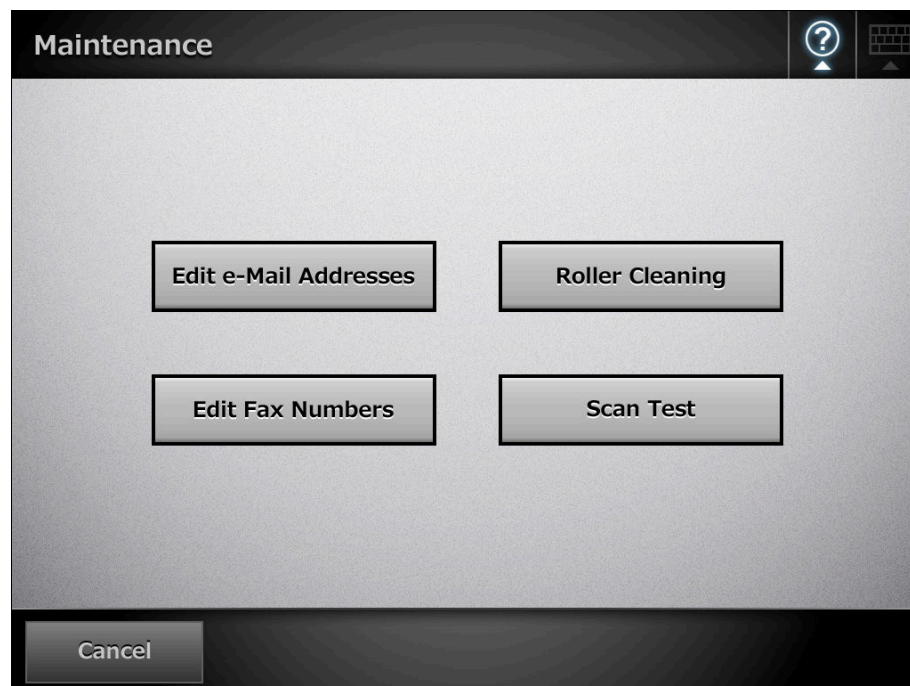 Maintenance
?
Edit e-Mail Addresses
Roller Cleaning
Edit Fax Numbers
Scan Test
Cancel